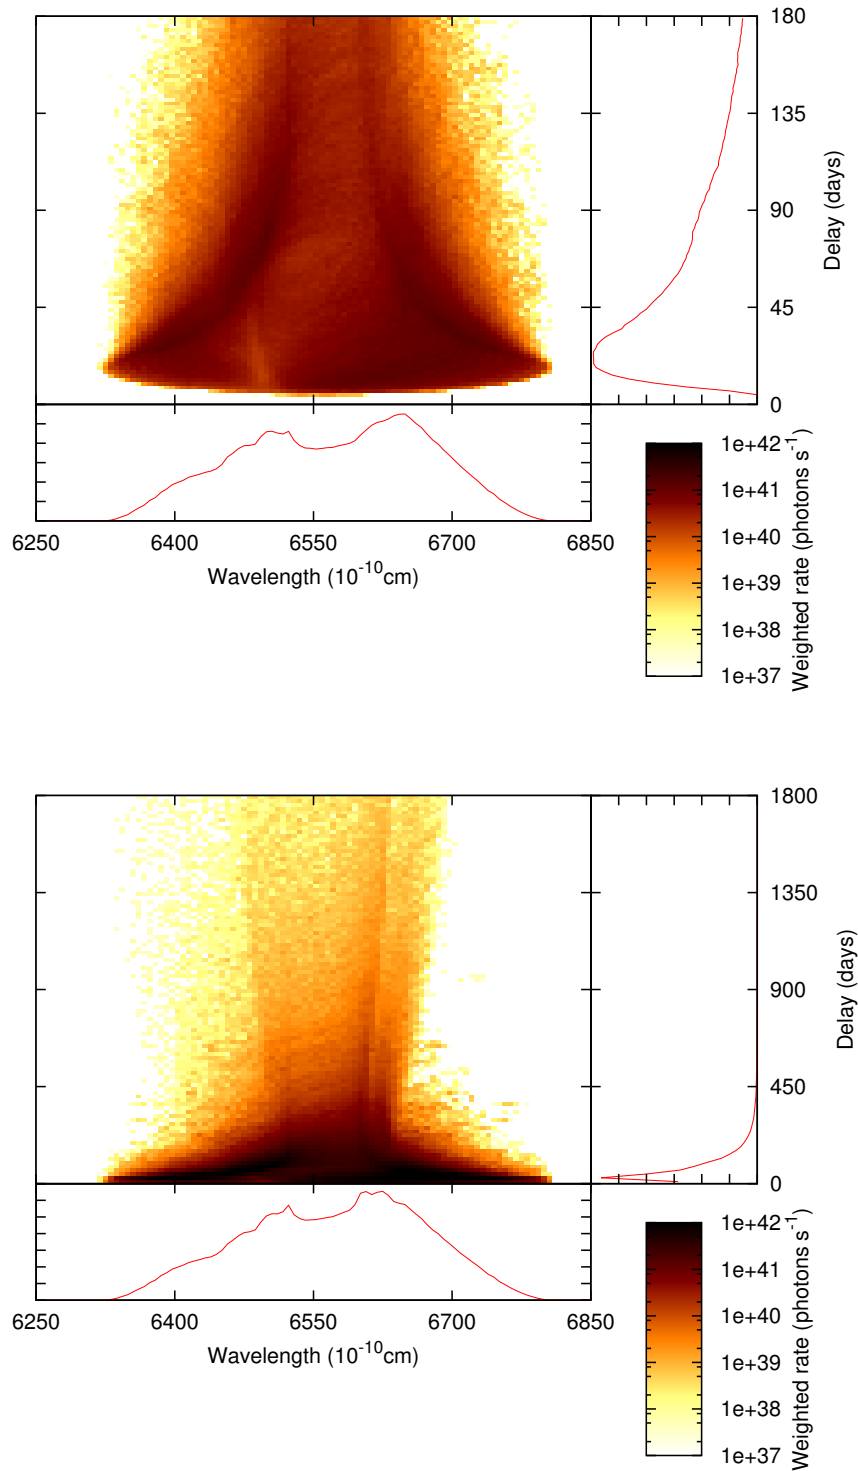 180
135
90
45
0
Delay (days)
6250 6400 6550 6700 6850
Wavelength (10⁻¹⁰cm)
1e+42
1e+41
1e+40
1e+39
1e+38
1e+37
Weighted rate (photons s⁻¹)
1800
1350
900
450
0
Delay (days)
6250 6400 6550 6700 6850
Wavelength (10⁻¹⁰cm)
1e+42
1e+41
1e+40
1e+39
1e+38
1e+37
Weighted rate (photons s⁻¹)